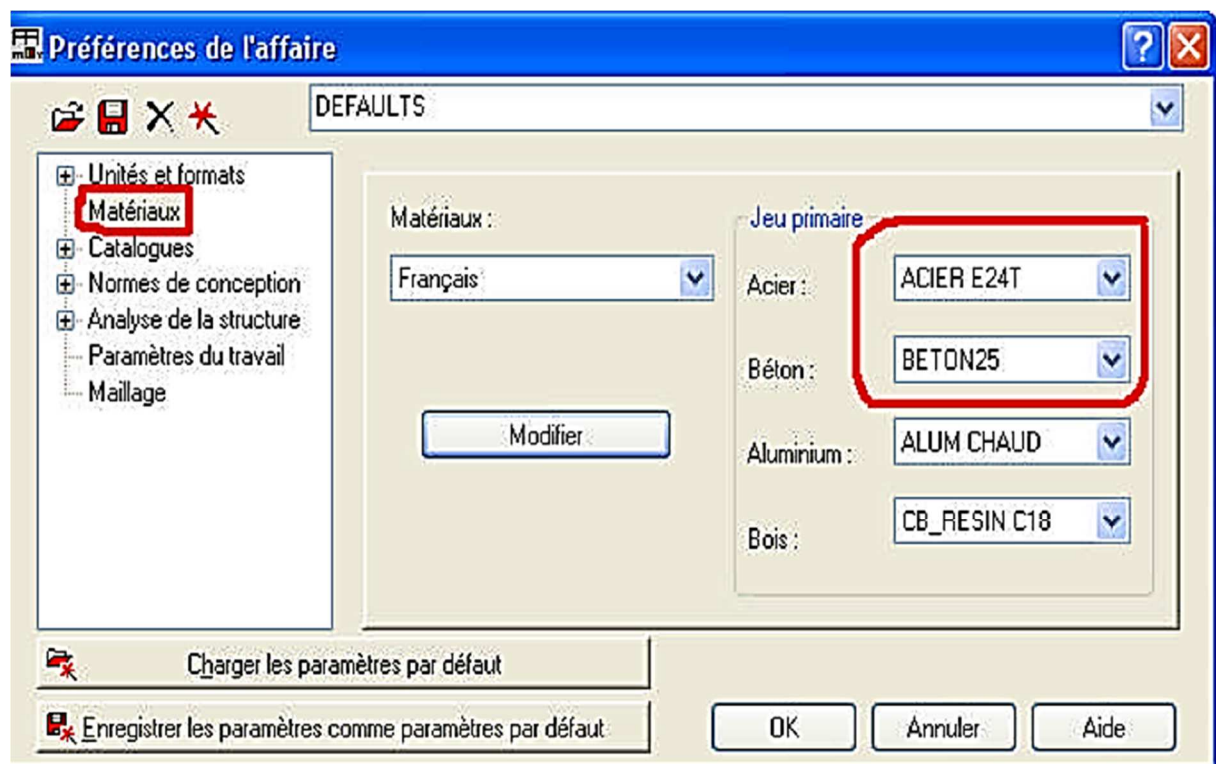 Préférences de l'affaire
DEFAULTS
Unités et formats
Matériaux
Catalogues
Normes de conception
Analyse de la structure
Paramètres du travail
Maillage
Matériaux :
Français
Modifier
Jeu primaire
Acier : ACIER E24T
Béton : BETON25
Aluminium : ALUM CHAUD
Bois : CB_RESIN C18
Charger les paramètres par défaut
Enregistrer les paramètres comme paramètres par défaut
OK Annuler Aide